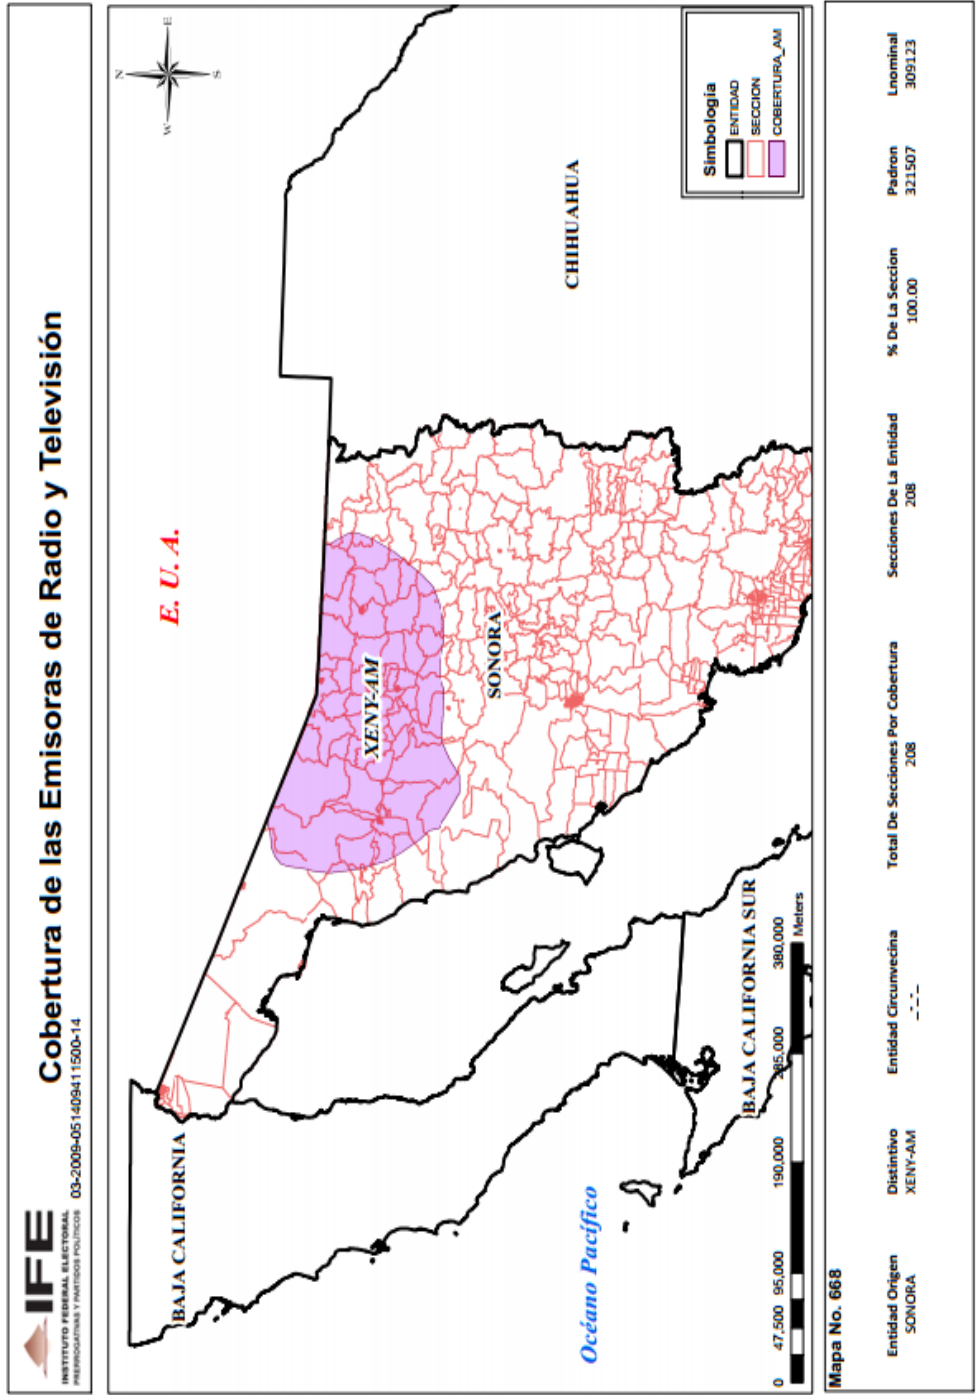 Cobertura de las Emisoras de Radio y Televisión
IFE
INSTITUTO FEDERAL ELECTORAL
PRERROGATIVAS Y PARTIDOS POLÍTICOS
03-2009-051409411500-14
N
W
E
S
E. U. A.
BAJA CALIFORNIA
XENY-AM
SONORA
CHIHUAHUA
Océano Pacífico
BAJA CALIFORNIA SUR
Simbología
ENTIDAD
SECCION
COBERTURA_AM
0 47,500 95,000 190,000 285,000 380,000
Meters
Mapa No. 668
Entidad Origen Distintivo Entidad Circunvecina Total De Secciones Por Cobertura Secciones De La Entidad % De La Seccion Padron Lnominal
SONORA XENY-AM - - - 208 208 100.00 321507 309123